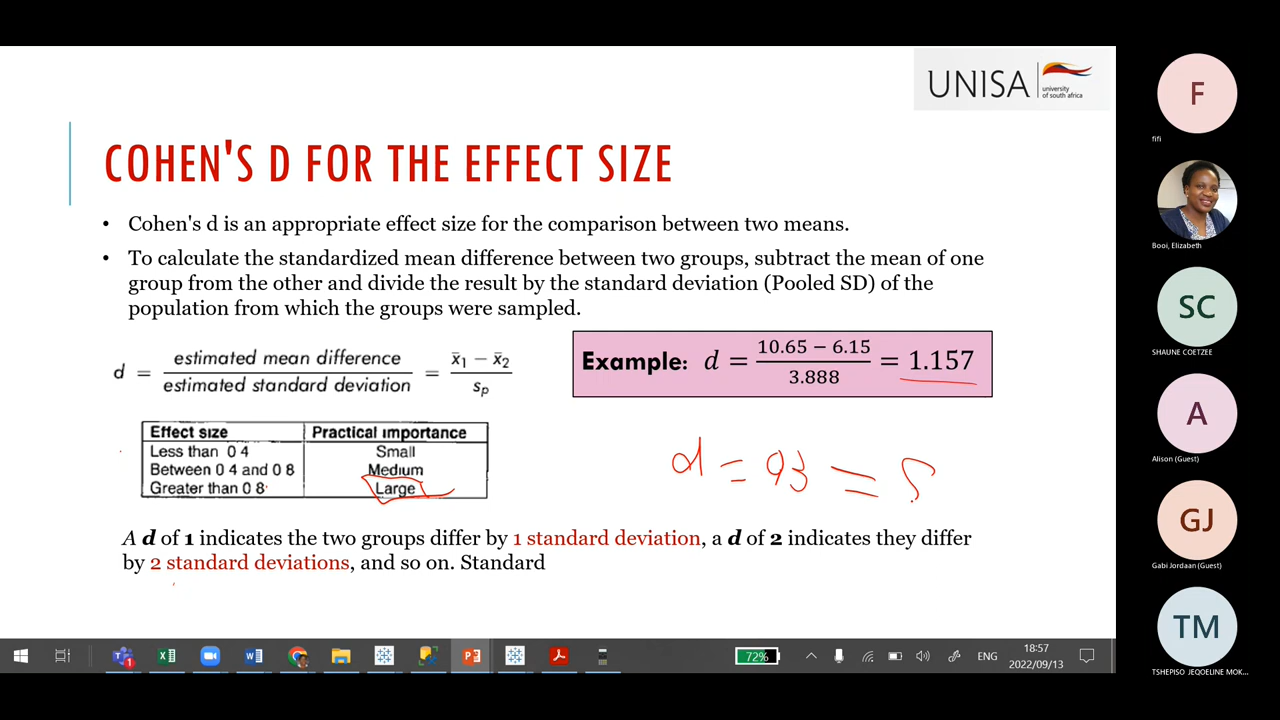 UNISA
university
of south africa
COHEN'S D FOR THE EFFECT SIZE
• Cohen's d is an appropriate effect size for the comparison between two means.
• To calculate the standardized mean difference between two groups, subtract the mean of one
group from the other and divide the result by the standard deviation (Pooled SD) of the
population from which the groups were sampled.
d = estimated mean difference / estimated standard deviation = x̄₁ − x̄₂ / sₚ
Example: d = 10.65 − 6.15 / 3.888 = 1.157
Effect size Practical importance
Less than 0 4 Small
Between 0 4 and 0 8 Medium
Greater than 0 8 Large
d = 
A d of 1 indicates the two groups differ by 1 standard deviation, a d of 2 indicates they differ
by 2 standard deviations, and so on. Standard
F
fifi
Booi, Elizabeth
SC
SHAUNE COETZEE
A
Alison (Guest)
GJ
Gabi Jordaan (Guest)
TM
TSHEPISO JEQOELINE MOK...
72%
ENG
18:57
2022/09/13